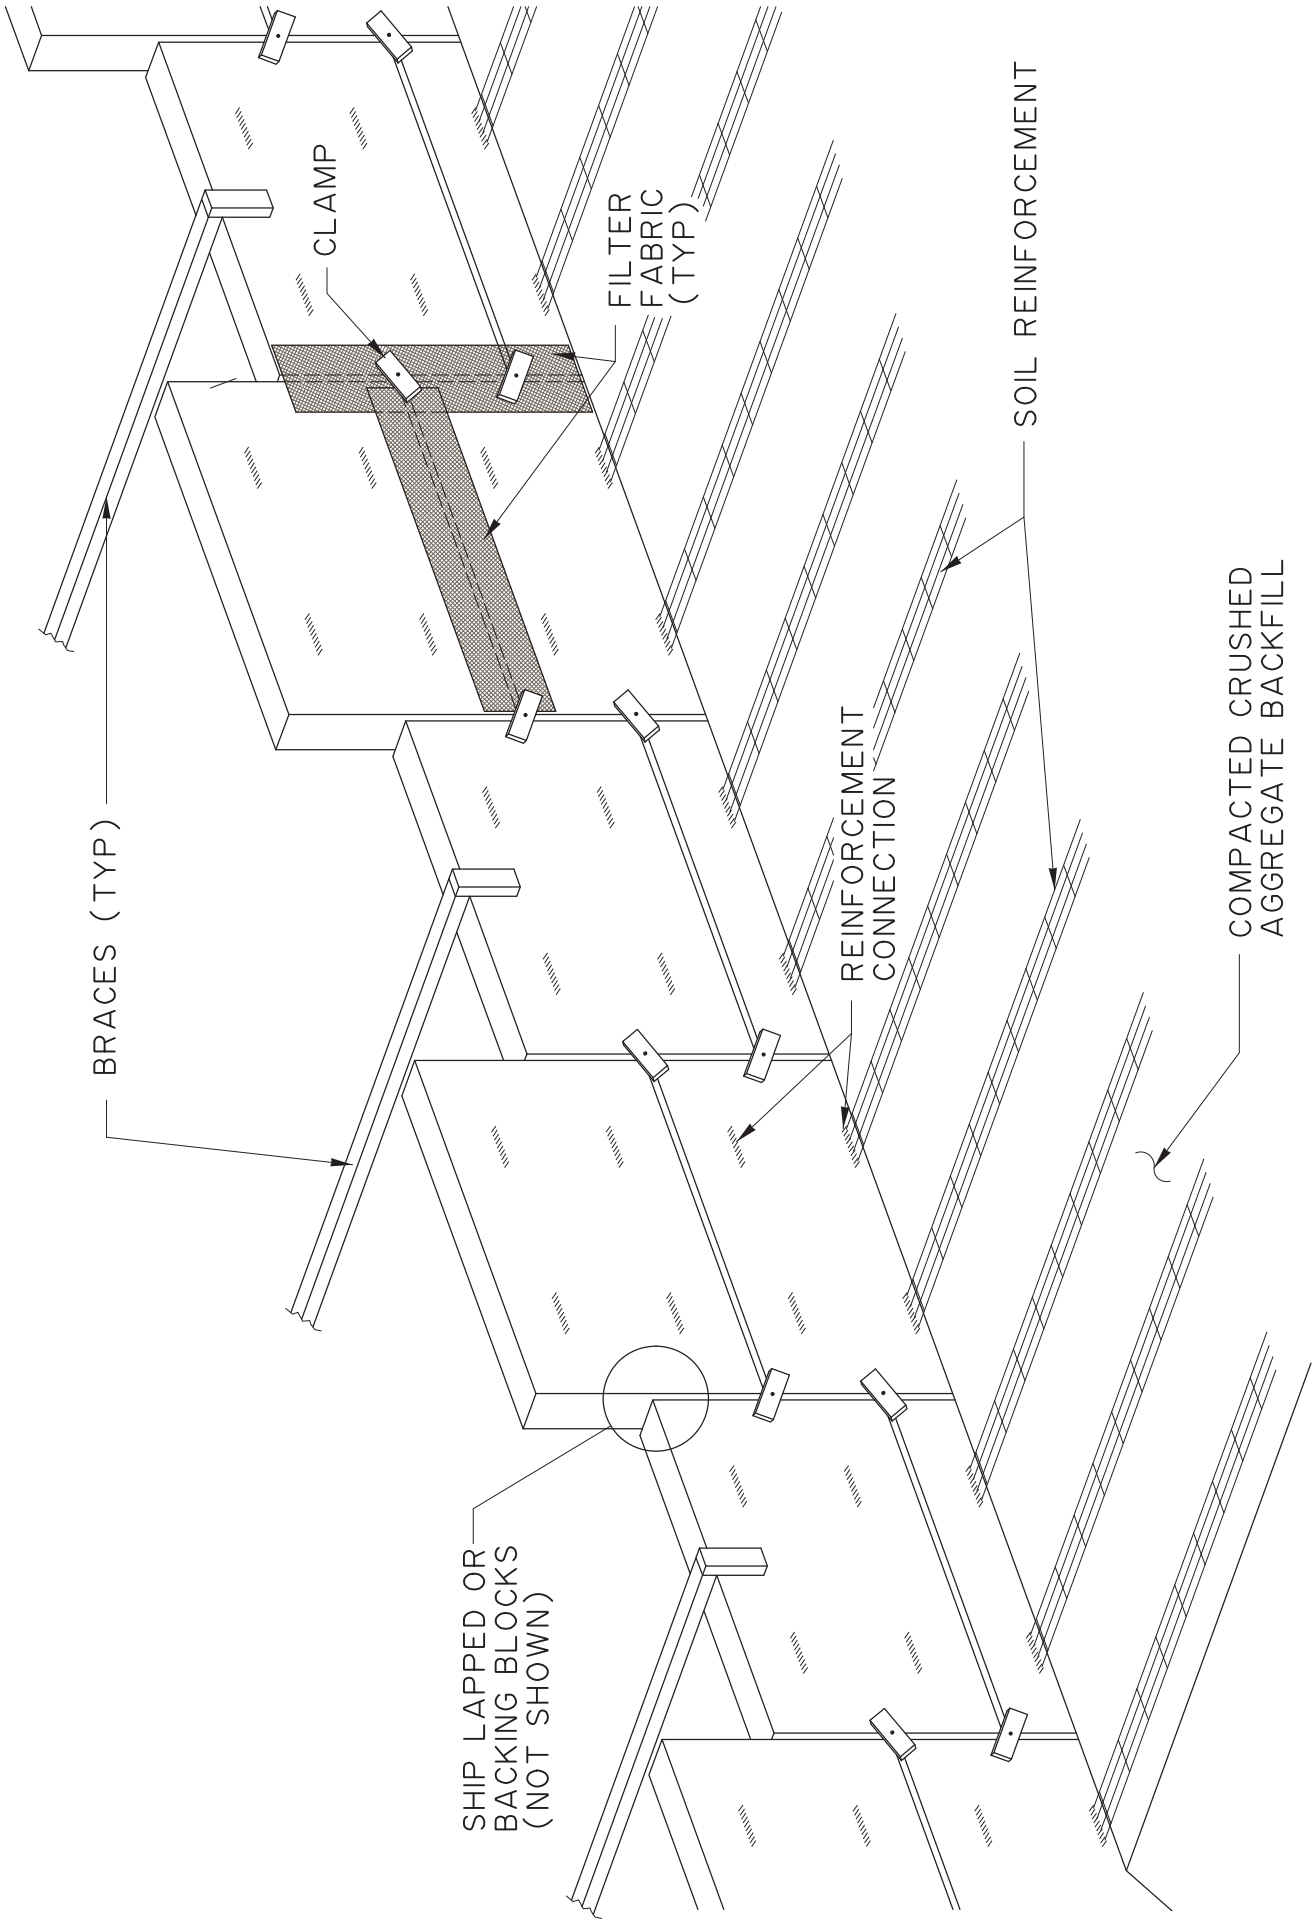 BRACES (TYP)
CLAMP
FILTER
FABRIC
(TYP)
SOIL REINFORCEMENT
REINFORCEMENT
CONNECTION
COMPACTED CRUSHED
AGGREGATE BACKFILL
SHIP LAPPED OR
BACKING BLOCKS
(NOT SHOWN)